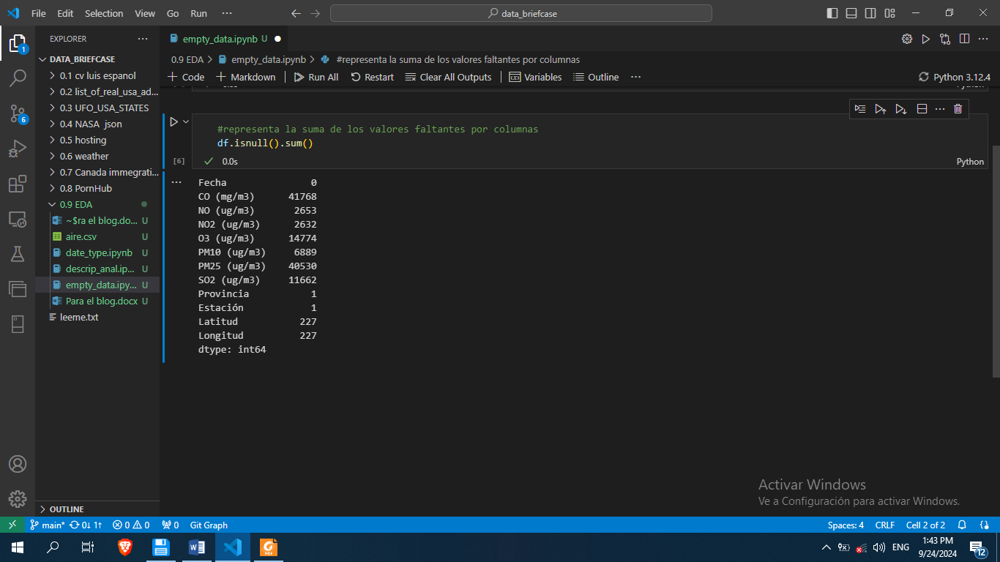 File Edit Selection View Go Run ···
data_briefcase
EXPLORER ···
DATA_BRIEFCASE
0.1 cv luis espanol
0.2 list_of_real_usa_ad...
0.3 UFO_USA_STATES
0.4 NASA json
0.5 hosting
0.6 weather
0.7 Canada immegrati...
0.8 PornHub
0.9 EDA
~$ra el blog.do... U
aire.csv U
date_type.ipynb U
descrip_anal.ip... U
empty_data.ipy... U
Para el blog.docx U
leeme.txt
OUTLINE
1
6
empty_data.ipynb U
0.9 EDA > empty_data.ipynb > #representa la suma de los valores faltantes por columnas
+ Code + Markdown Run All Restart Clear All Outputs Variables Outline ··· Python 3.12.4
#representa la suma de los valores faltantes por columnas
df.isnull().sum()
[6] 0.0s Python
Fecha 0
CO (mg/m3) 41768
NO (ug/m3) 2653
NO2 (ug/m3) 2632
O3 (ug/m3) 14774
PM10 (ug/m3) 6889
PM25 (ug/m3) 40530
SO2 (ug/m3) 11662
Provincia 1
Estación 1
Latitud 227
Longitud 227
dtype: int64
Activar Windows
Ve a Configuración para activar Windows.
main* 0↓ 1↑ 0 0 0 Git Graph Spaces: 4 CRLF Cell 2 of 2
PDF
ENG
1:43 PM
9/24/2024
12